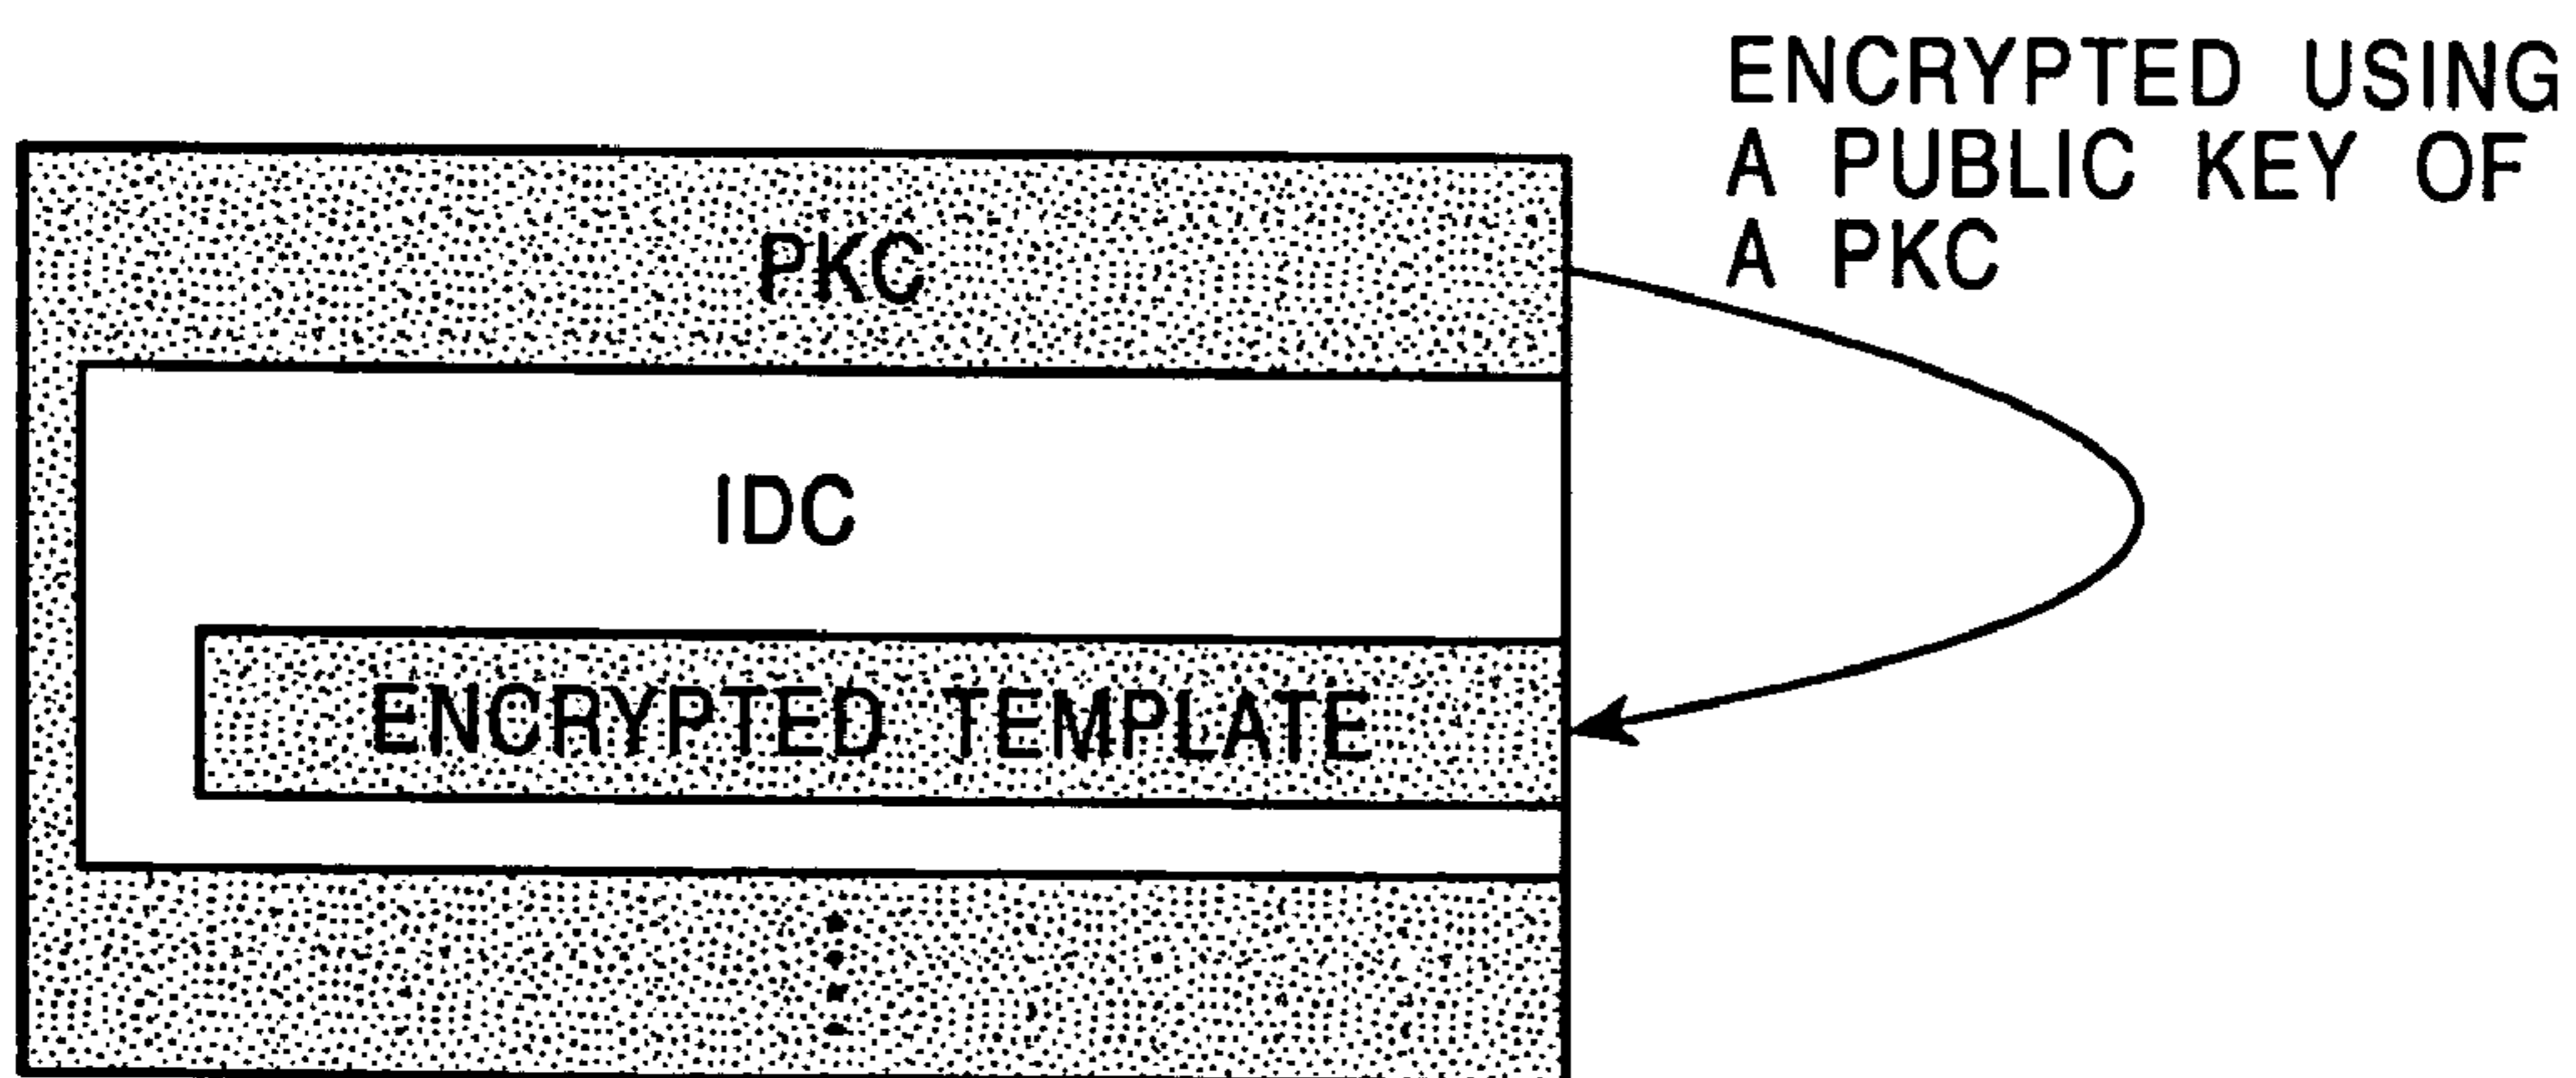 ENCRYPTED USING
A PUBLIC KEY OF
A PKC
PKC
IDC
ENCRYPTED TEMPLATE